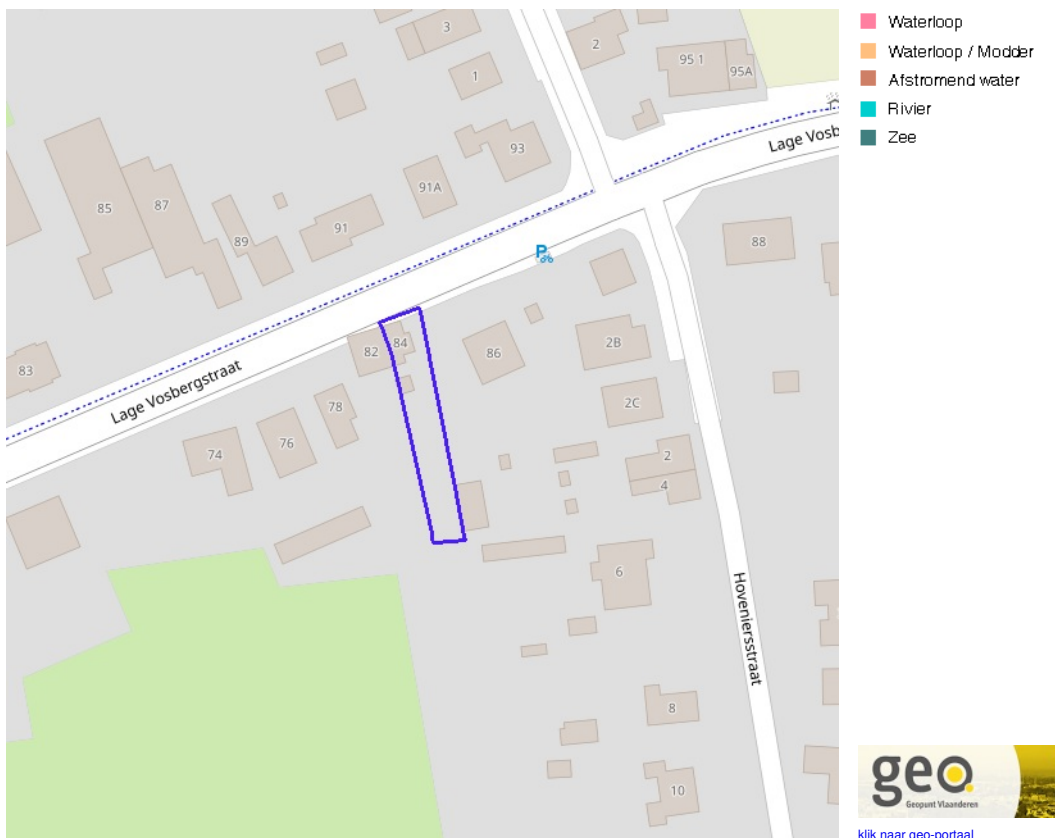 3
2
1
95 1
95A
Lage Vosb
93
91A
85
87
89
91
88
P
83
82
84
86
2B
Lage Vosbergstraat
78
2C
76
74
2
4
6
Hoveniersstraat
8
10
Waterloop
Waterloop / Modder
Afstromend water
Rivier
Zee
geo
Geopunt Vlaanderen
klik naar geo-portaal